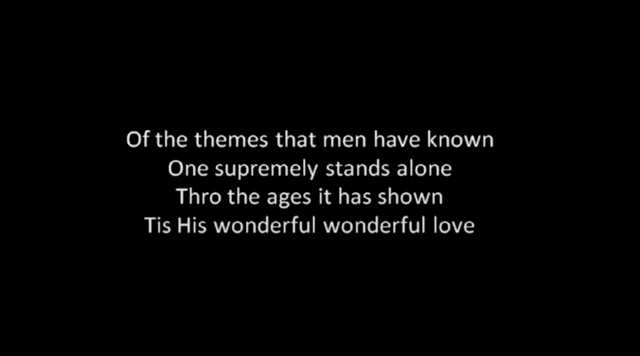 Of the themes that men have known
One supremely stands alone
Thro the ages it has shown
Tis His wonderful wonderful love